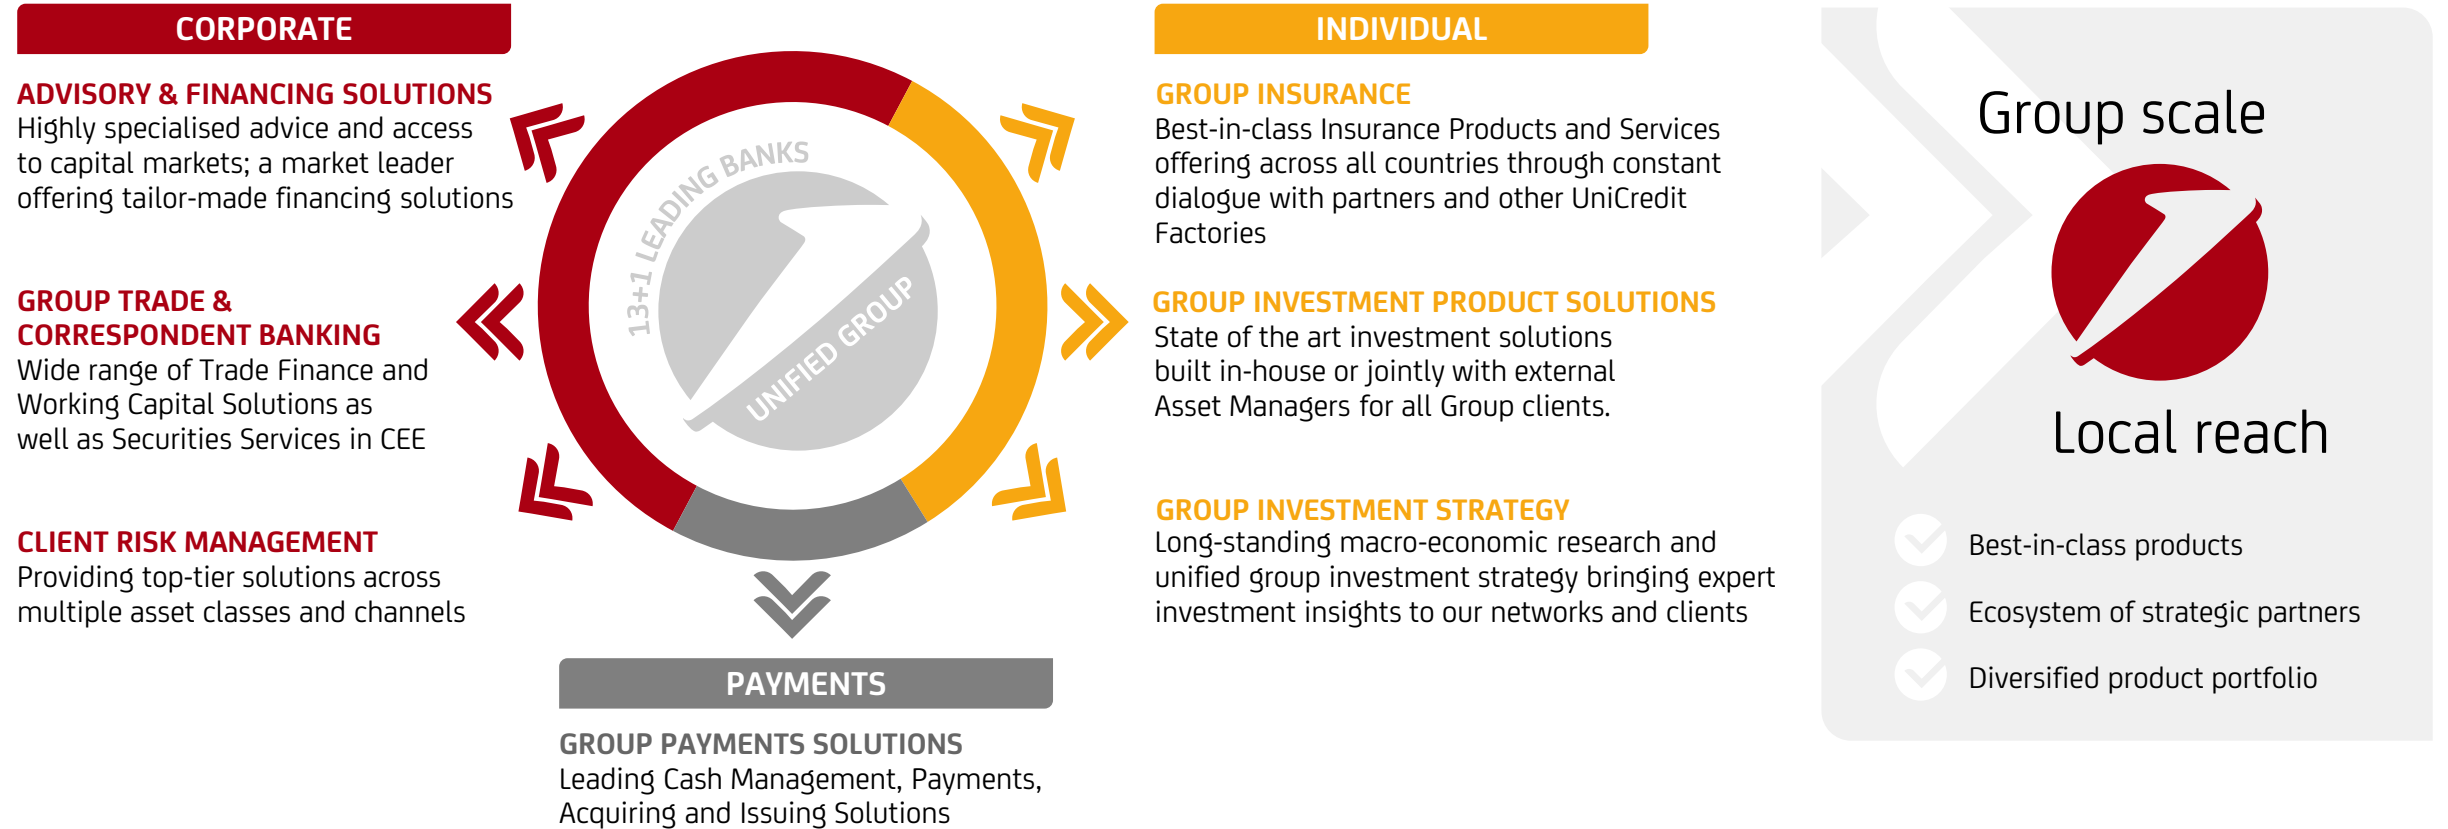 CORPORATE
ADVISORY & FINANCING SOLUTIONS
Highly specialised advice and access
to capital markets; a market leader
offering tailor-made financing solutions
GROUP TRADE &
CORRESPONDENT BANKING
Wide range of Trade Finance and
Working Capital Solutions as
well as Securities Services in CEE
CLIENT RISK MANAGEMENT
Providing top-tier solutions across
multiple asset classes and channels
13+1 LEADING BANKS
UNIFIED GROUP
PAYMENTS
GROUP PAYMENTS SOLUTIONS
Leading Cash Management, Payments,
Acquiring and Issuing Solutions
INDIVIDUAL
GROUP INSURANCE
Best-in-class Insurance Products and Services
offering across all countries through constant
dialogue with partners and other UniCredit
Factories
GROUP INVESTMENT PRODUCT SOLUTIONS
State of the art investment solutions
built in-house or jointly with external
Asset Managers for all Group clients.
GROUP INVESTMENT STRATEGY
Long-standing macro-economic research and
unified group investment strategy bringing expert
investment insights to our networks and clients
Group scale
Local reach
Best-in-class products
Ecosystem of strategic partners
Diversified product portfolio